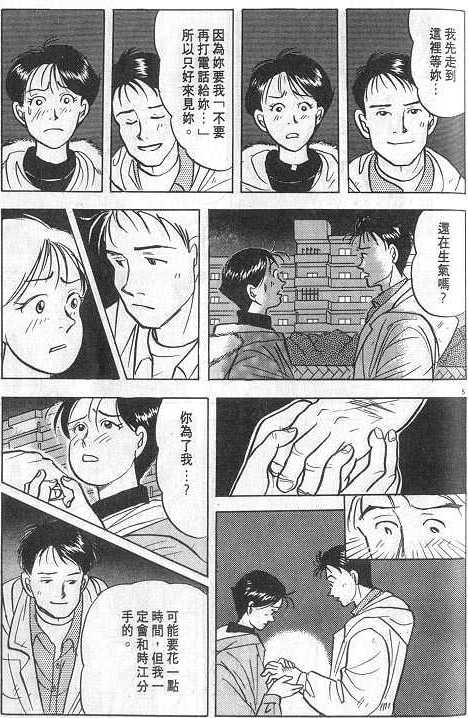 我先走到
這裡等妳…
因為妳要我「不要
再打電話給妳…」
所以只好來見妳。
還在生氣嗎？
5
你為了我…？
可能要花一點
時間，但我一
定會和時江分
手的。